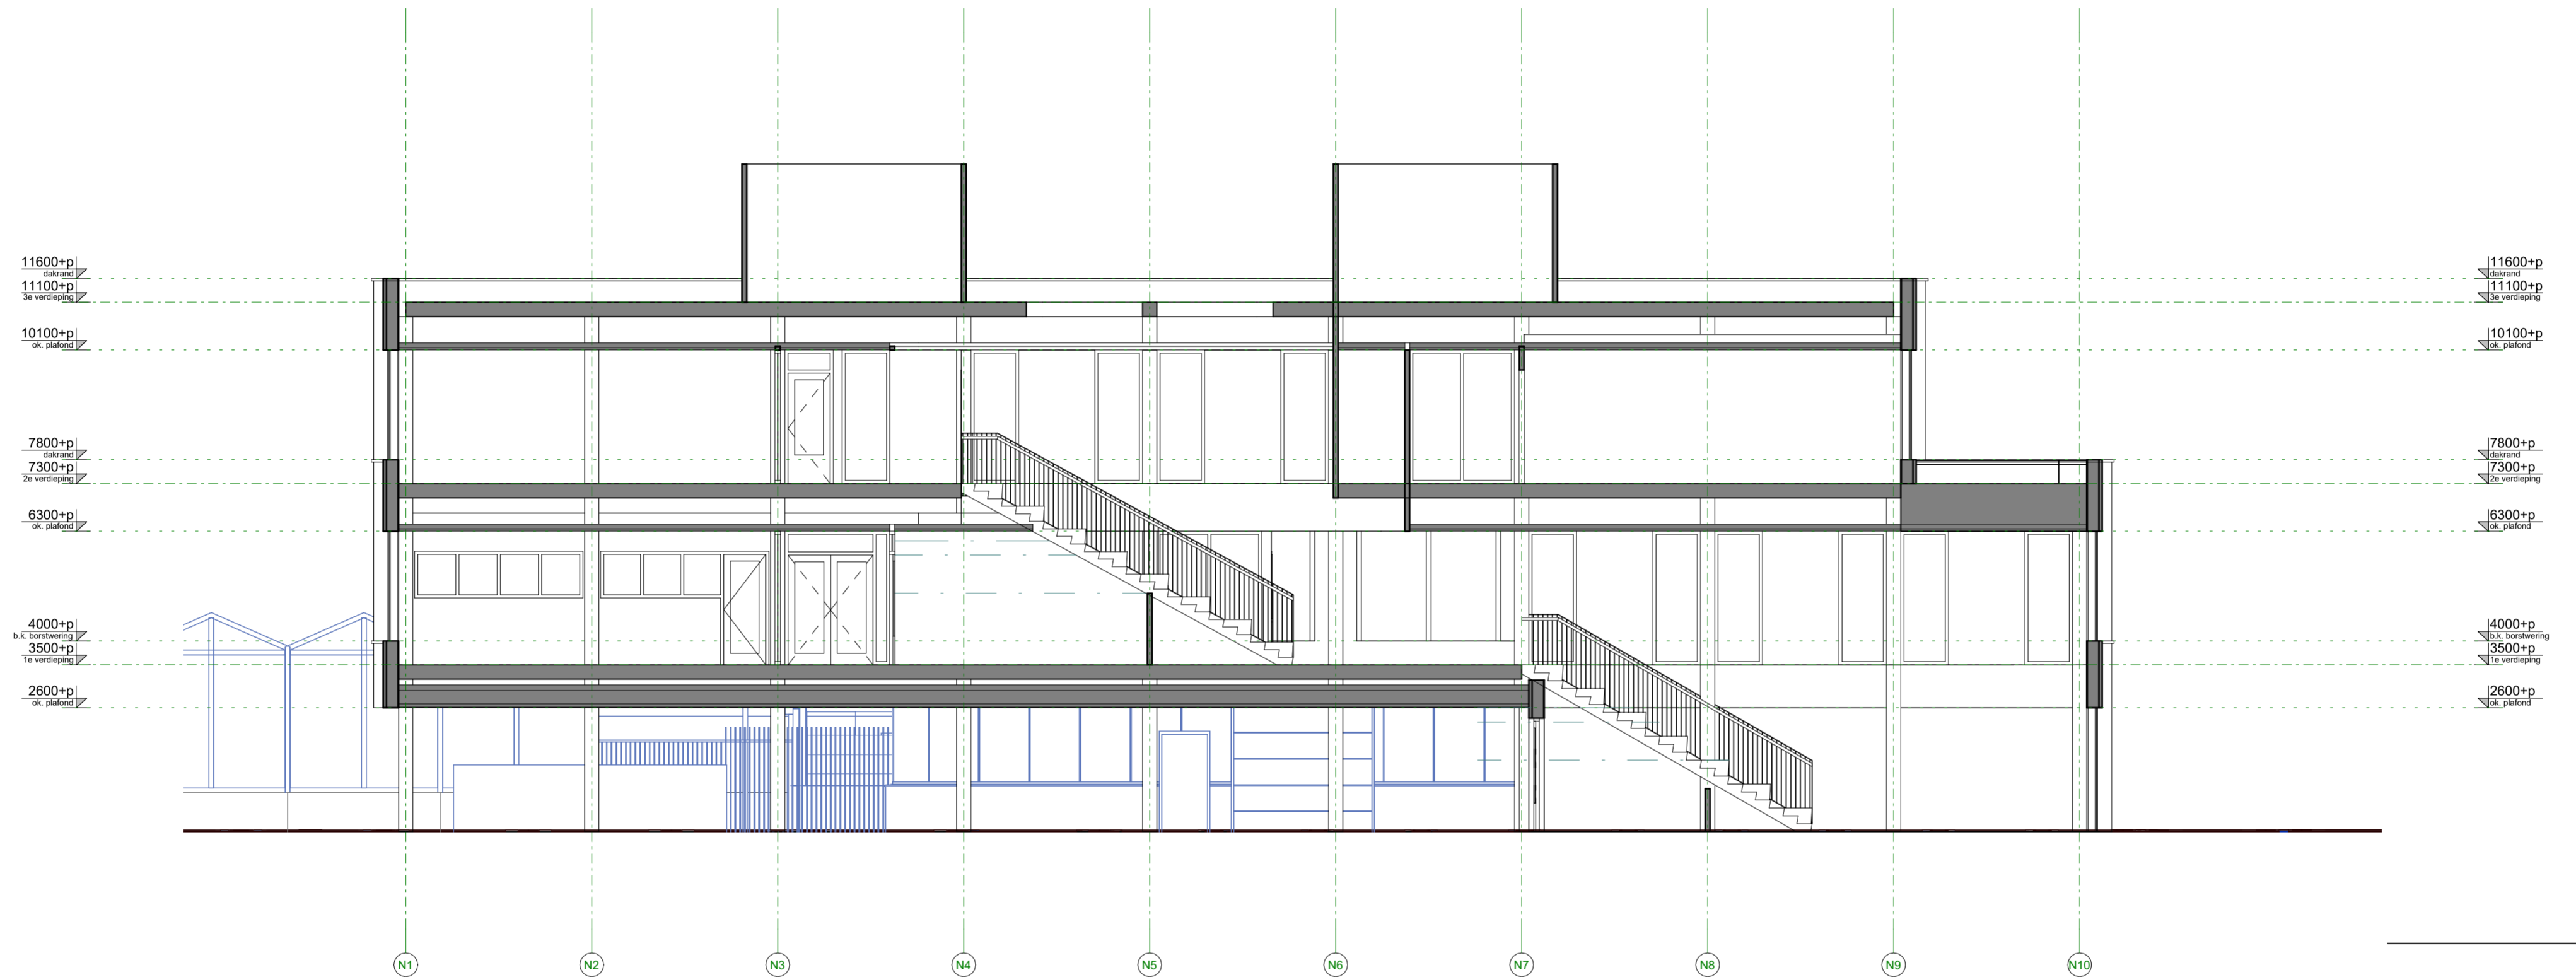 11600+p
dakrand
11100+p
3e verdieping
10100+p
ok. plafond
7800+p
dakrand
7300+p
2e verdieping
6300+p
ok. plafond
4000+p
b.k. borstwering
3500+p
1e verdieping
2600+p
ok. plafond
11600+p
dakrand
11100+p
3e verdieping
10100+p
ok. plafond
7800+p
dakrand
7300+p
2e verdieping
6300+p
ok. plafond
4000+p
b.k. borstwering
3500+p
1e verdieping
2600+p
ok. plafond
N1 N2 N3 N4 N5 N6 N7 N8 N9 N10